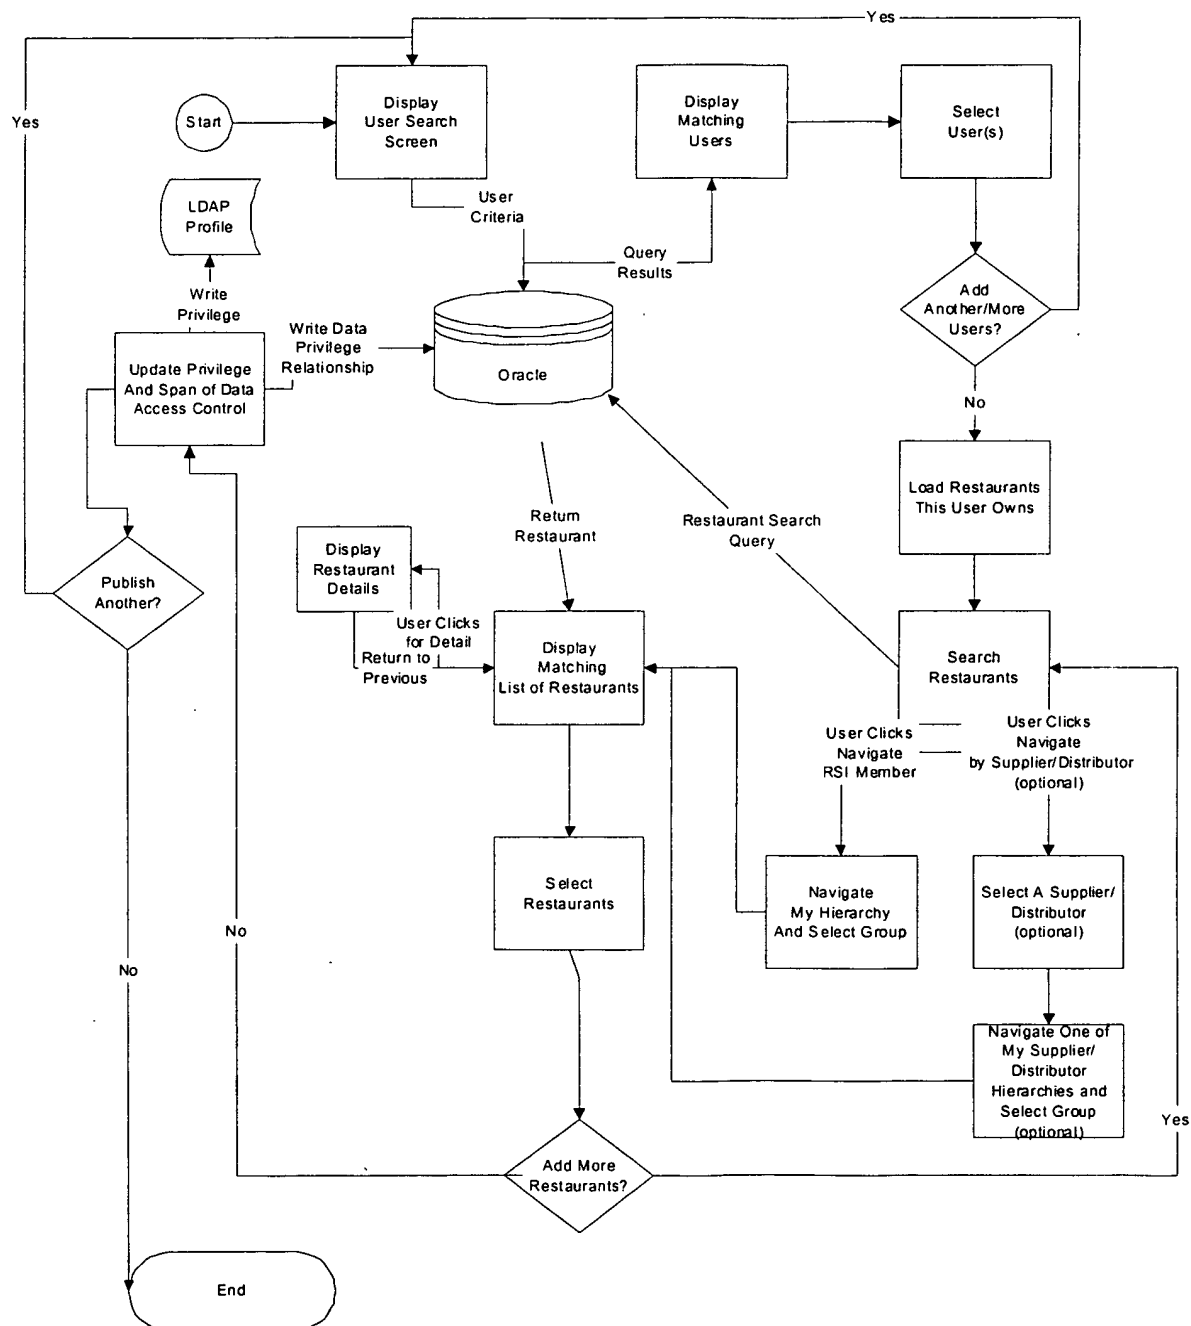 Yes
Yes
Start
Display
User Search
Screen
Display
Matching
Users
Select
User(s)
LDAP
Profile
User
Criteria
Query
Results
Add
Another/More
Users?
Write
Privilege
Write Data
Privilege
Relationship
Update Privilege
And Span of Data
Access Control
Oracle
No
Load Restaurants
This User Owns
Return
Restaurant
Restaurant Search
Query
Display
Restaurant
Details
Publish
Another?
User Clicks
for Detail
Return to
Previous
Display
Matching
List of Restaurants
Search
Restaurants
User Clicks
Navigate
RSI Member
User Clicks
Navigate
by Supplier/Distributor
(optional)
Select
Restaurants
Navigate
My Hierarchy
And Select Group
Select A Supplier/
Distributor
(optional)
No
No
Navigate One of
My Supplier/
Distributor
Hierarchies and
Select Group
(optional)
Yes
Add More
Restaurants?
End